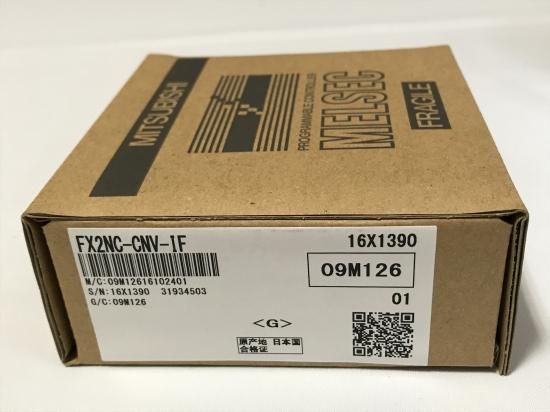 MITSUBISHI
PROGRAMMABLE CONTROLLER
MELSEC
FRAGILE
FX2NC-CNV-IF
16X1390
M/C:09M12616102401
S/N:16X1390 31934503
G/C:09M126
09M126
01
<G>
原産地 日本国
合格证